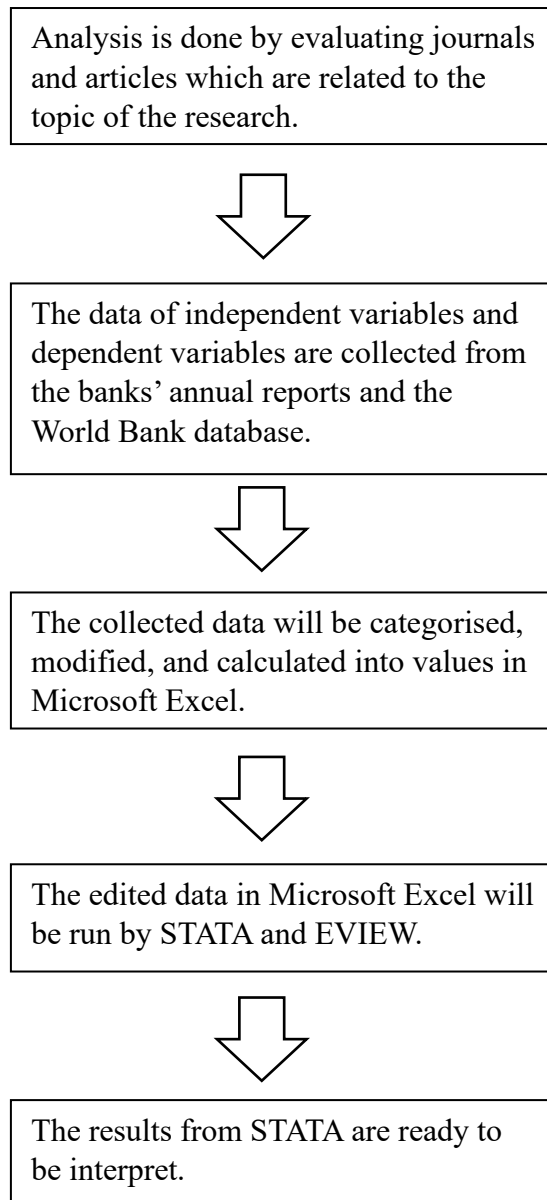 Analysis is done by evaluating journals
and articles which are related to the
topic of the research.
The data of independent variables and
dependent variables are collected from
the banks’ annual reports and the
World Bank database.
The collected data will be categorised,
modified, and calculated into values in
Microsoft Excel.
The edited data in Microsoft Excel will
be run by STATA and EVIEW.
The results from STATA are ready to
be interpret.